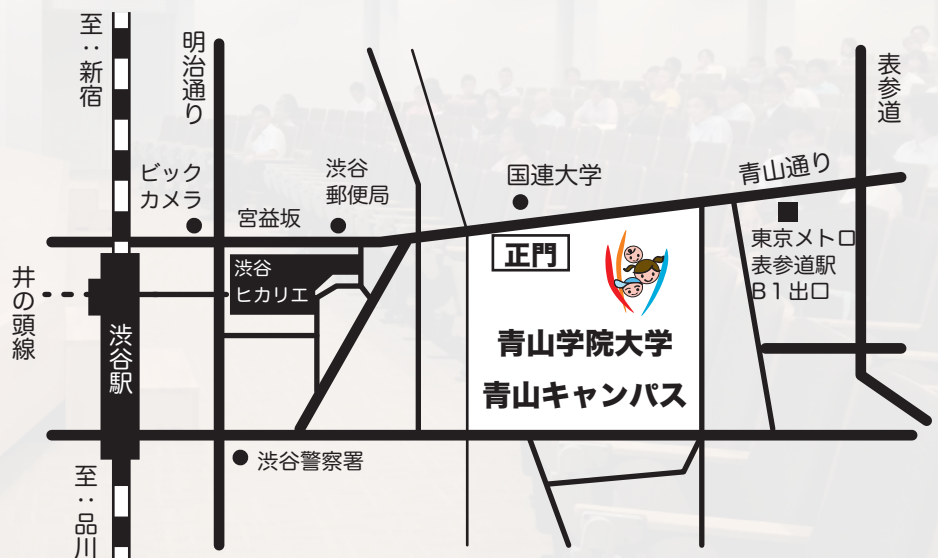 至:新宿
明治通り
表参道
ビック
カメラ
渋谷
郵便局
国連大学
青山通り
宮益坂
正門
東京メトロ
表参道駅
B1出口
渋谷
ヒカリエ
井の頭線
渋谷駅
青山学院大学
青山キャンパス
渋谷警察署
至:品川